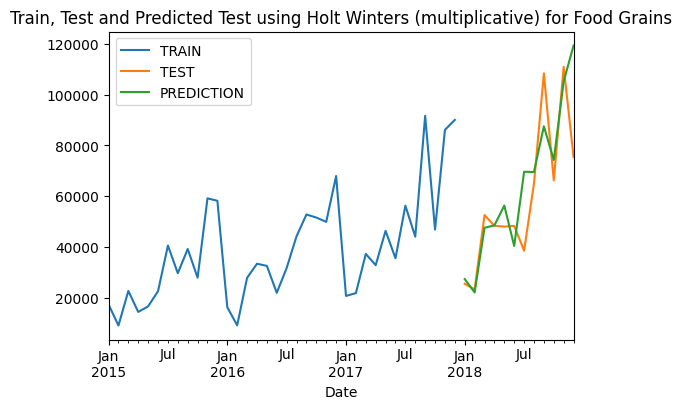 Train, Test and Predicted Test using Holt Winters (multiplicative) for Food Grains
TRAIN
TEST
PREDICTION
120000
100000
80000
60000
40000
20000
Jan Jul Jan Jul Jan Jul Jan Jul
2015 2016 2017 2018
Date